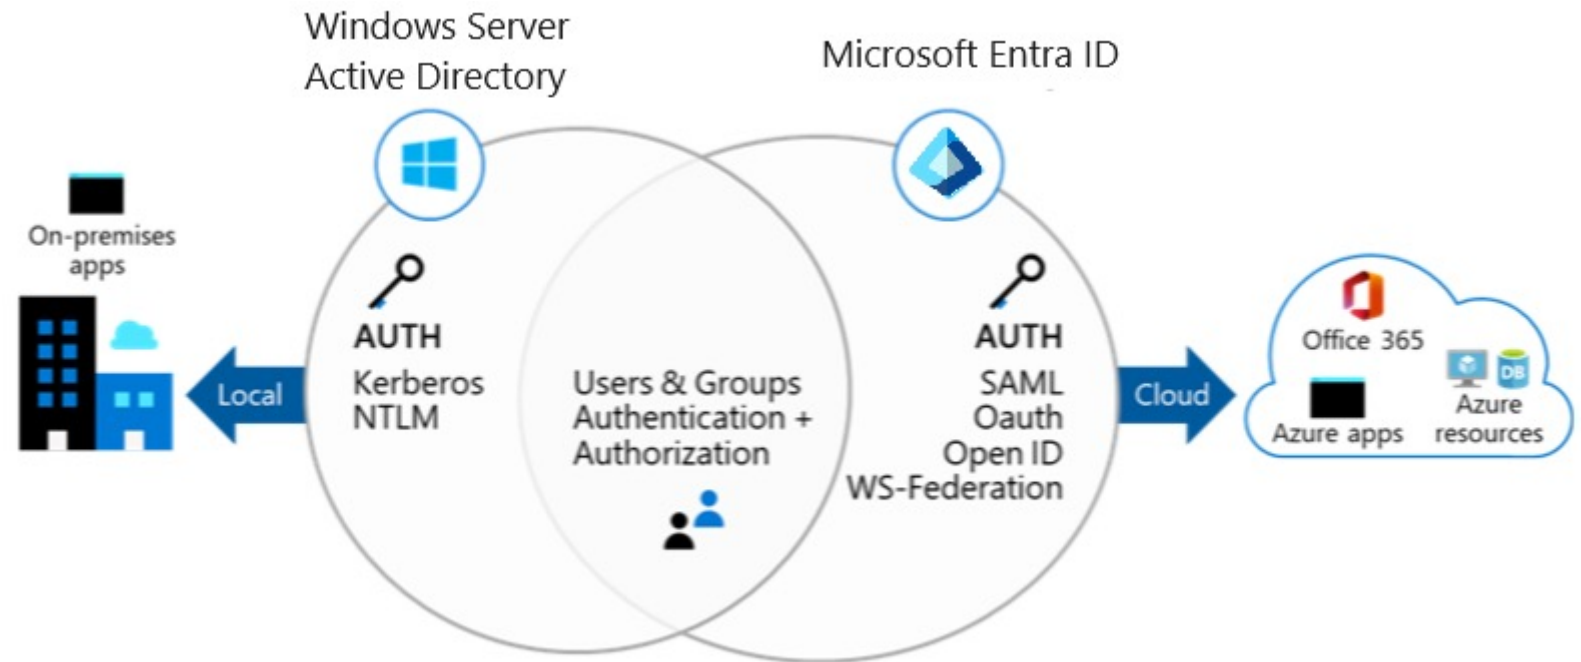 Windows Server
Active Directory
Microsoft Entra ID
On-premises
apps
Local
AUTH
Kerberos
NTLM
Users & Groups
Authentication +
Authorization
AUTH
SAML
Oauth
Open ID
WS-Federation
Cloud
Office 365
Azure apps
DB
Azure
resources